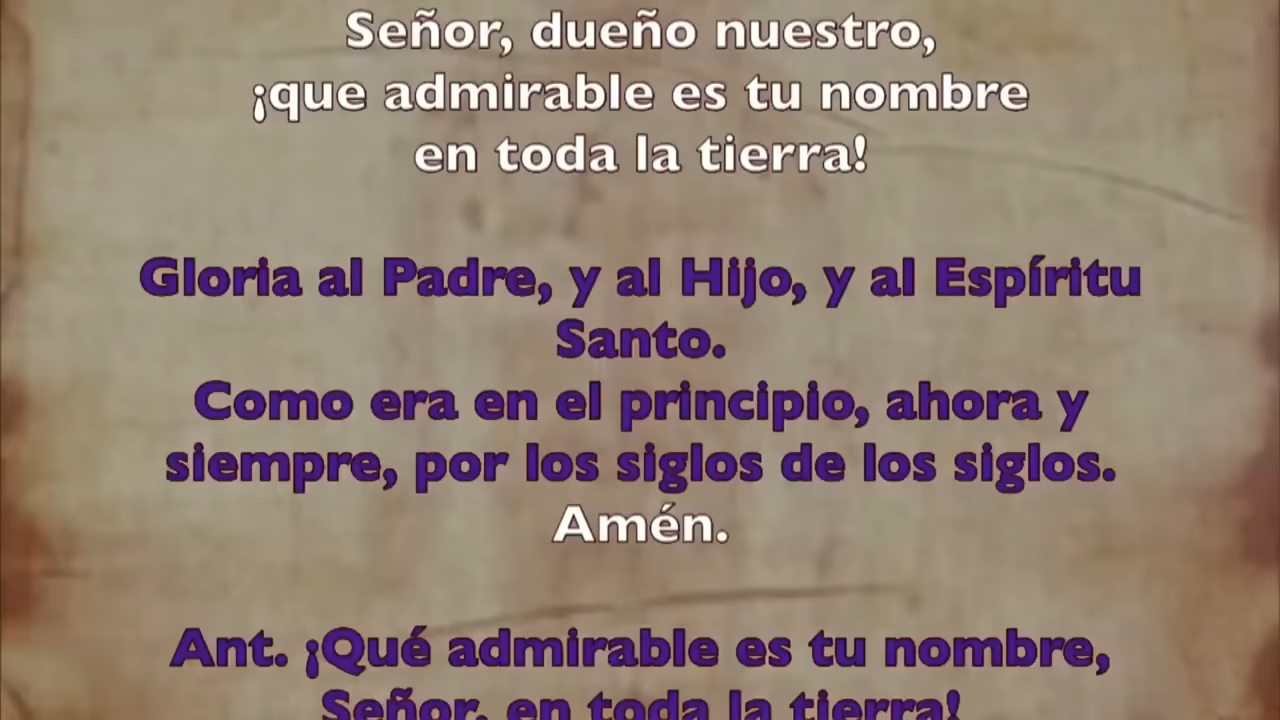 Señor, dueño nuestro,
¡que admirable es tu nombre
en toda la tierra!
Gloria al Padre, y al Hijo, y al Espíritu
Santo.
Como era en el principio, ahora y
siempre, por los siglos de los siglos.
Amén.
Ant. ¡Qué admirable es tu nombre,
Señor, en toda la tierra!